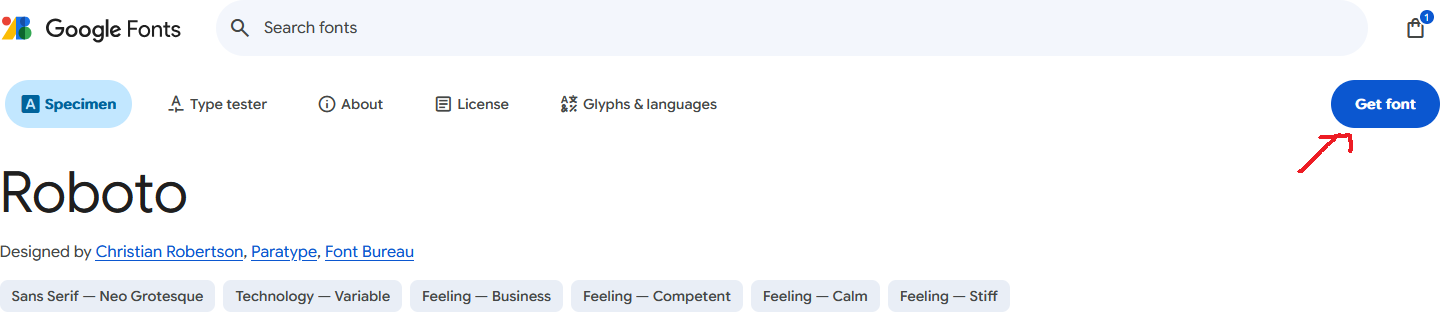 Google Fonts Search fonts 1
A Specimen A Type tester About License Glyphs & languages Get font
Roboto
Designed by Christian Robertson, Paratype, Font Bureau
Sans Serif — Neo Grotesque Technology — Variable Feeling — Business Feeling — Competent Feeling — Calm Feeling — Stiff